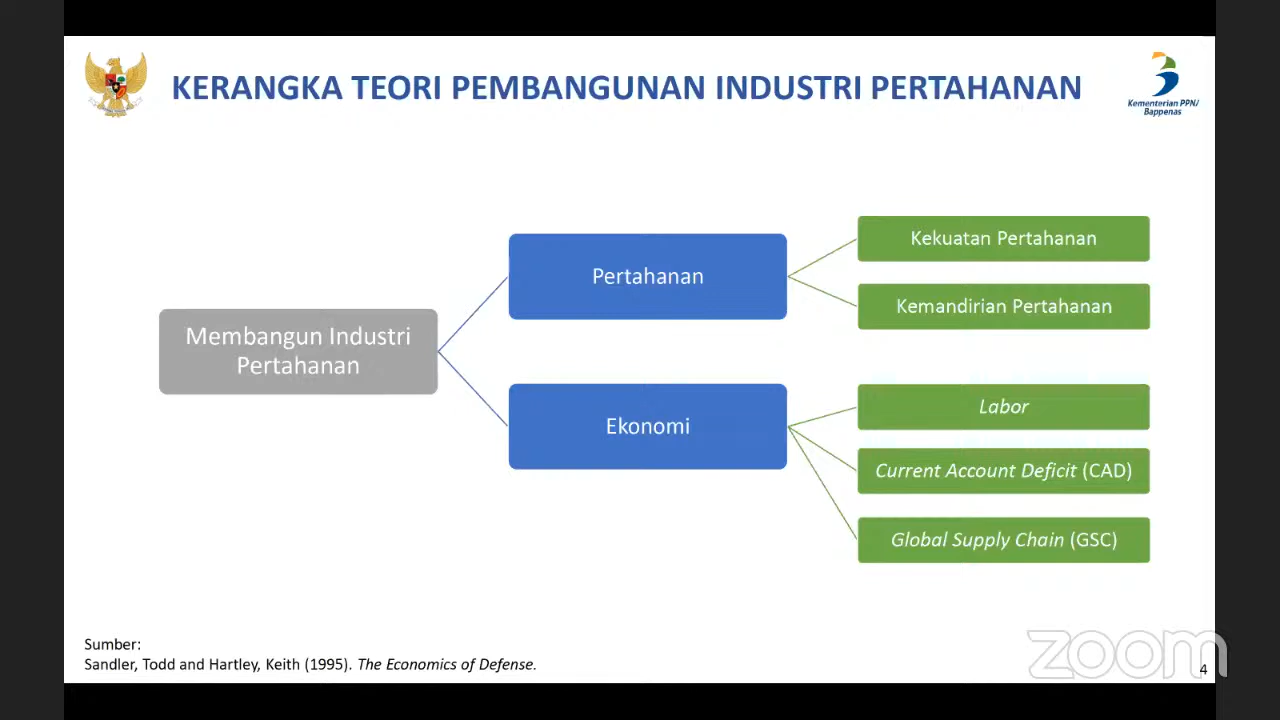 KERANGKA TEORI PEMBANGUNAN INDUSTRI PERTAHANAN
Kementerian PPN/
Bappenas
Membangun Industri
Pertahanan
Pertahanan
Kekuatan Pertahanan
Kemandirian Pertahanan
Ekonomi
Labor
Current Account Deficit (CAD)
Global Supply Chain (GSC)
Sumber:
Sandler, Todd and Hartley, Keith (1995). The Economics of Defense.
zoom
4